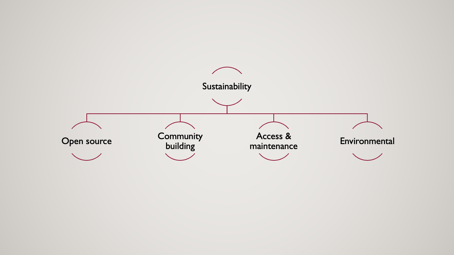 Sustainability
Open source
Community
building
Access &
maintenance
Environmental